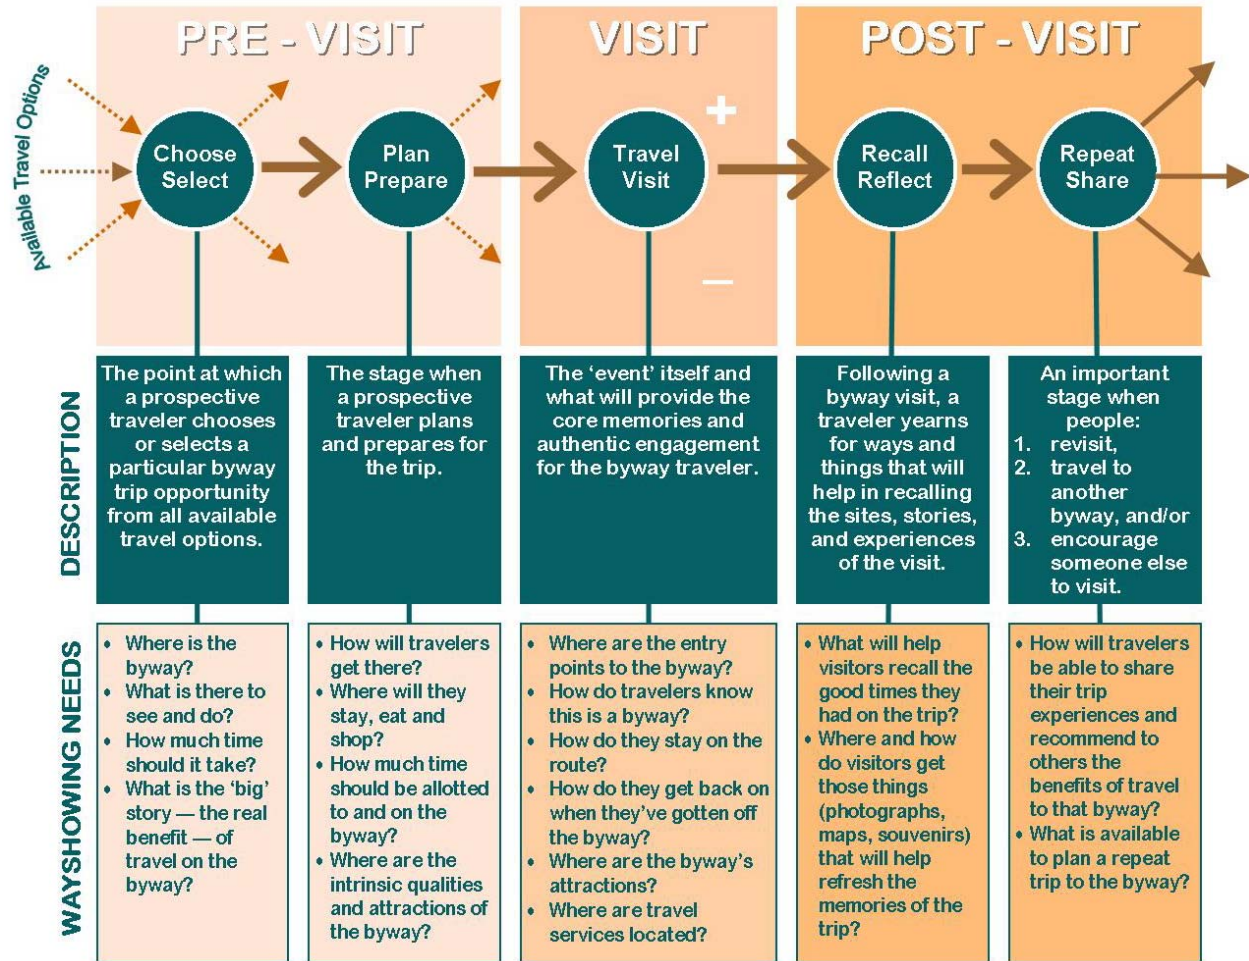 PRE - VISIT
VISIT
POST - VISIT
Available Travel Options
Choose
Select
Plan
Prepare
Travel
Visit
+
–
Recall
Reflect
Repeat
Share
DESCRIPTION
The point at which
a prospective
traveler chooses
or selects a
particular byway
trip opportunity
from all available
travel options.
The stage when
a prospective
traveler plans
and prepares for
the trip.
The ‘event’ itself and
what will provide the
core memories and
authentic engagement
for the byway traveler.
Following a
byway visit, a
traveler yearns
for ways and
things that will
help in recalling
the sites, stories,
and experiences
of the visit.
An important
stage when
people:
1. revisit,
2. travel to
another
byway, and/or
3. encourage
someone else
to visit.
WAYSHOWING NEEDS
• Where is the
byway?
• What is there to
see and do?
• How much time
should it take?
• What is the ‘big’
story — the real
benefit — of
travel on the
byway?
• How will travelers
get there?
• Where will they
stay, eat and
shop?
• How much time
should be allotted
to and on the
byway?
• Where are the
intrinsic qualities
and attractions of
the byway?
• Where are the entry
points to the byway?
• How do travelers know
this is a byway?
• How do they stay on the
route?
• How do they get back on
when they’ve gotten off
the byway?
• Where are the byway’s
attractions?
• Where are travel
services located?
• What will help
visitors recall the
good times they
had on the trip?
• Where and how
do visitors get
those things
(photographs,
maps, souvenirs)
that will help
refresh the
memories of the
trip?
• How will travelers
be able to share
their trip
experiences and
recommend to
others the
benefits of travel
to that byway?
• What is available
to plan a repeat
trip to the byway?